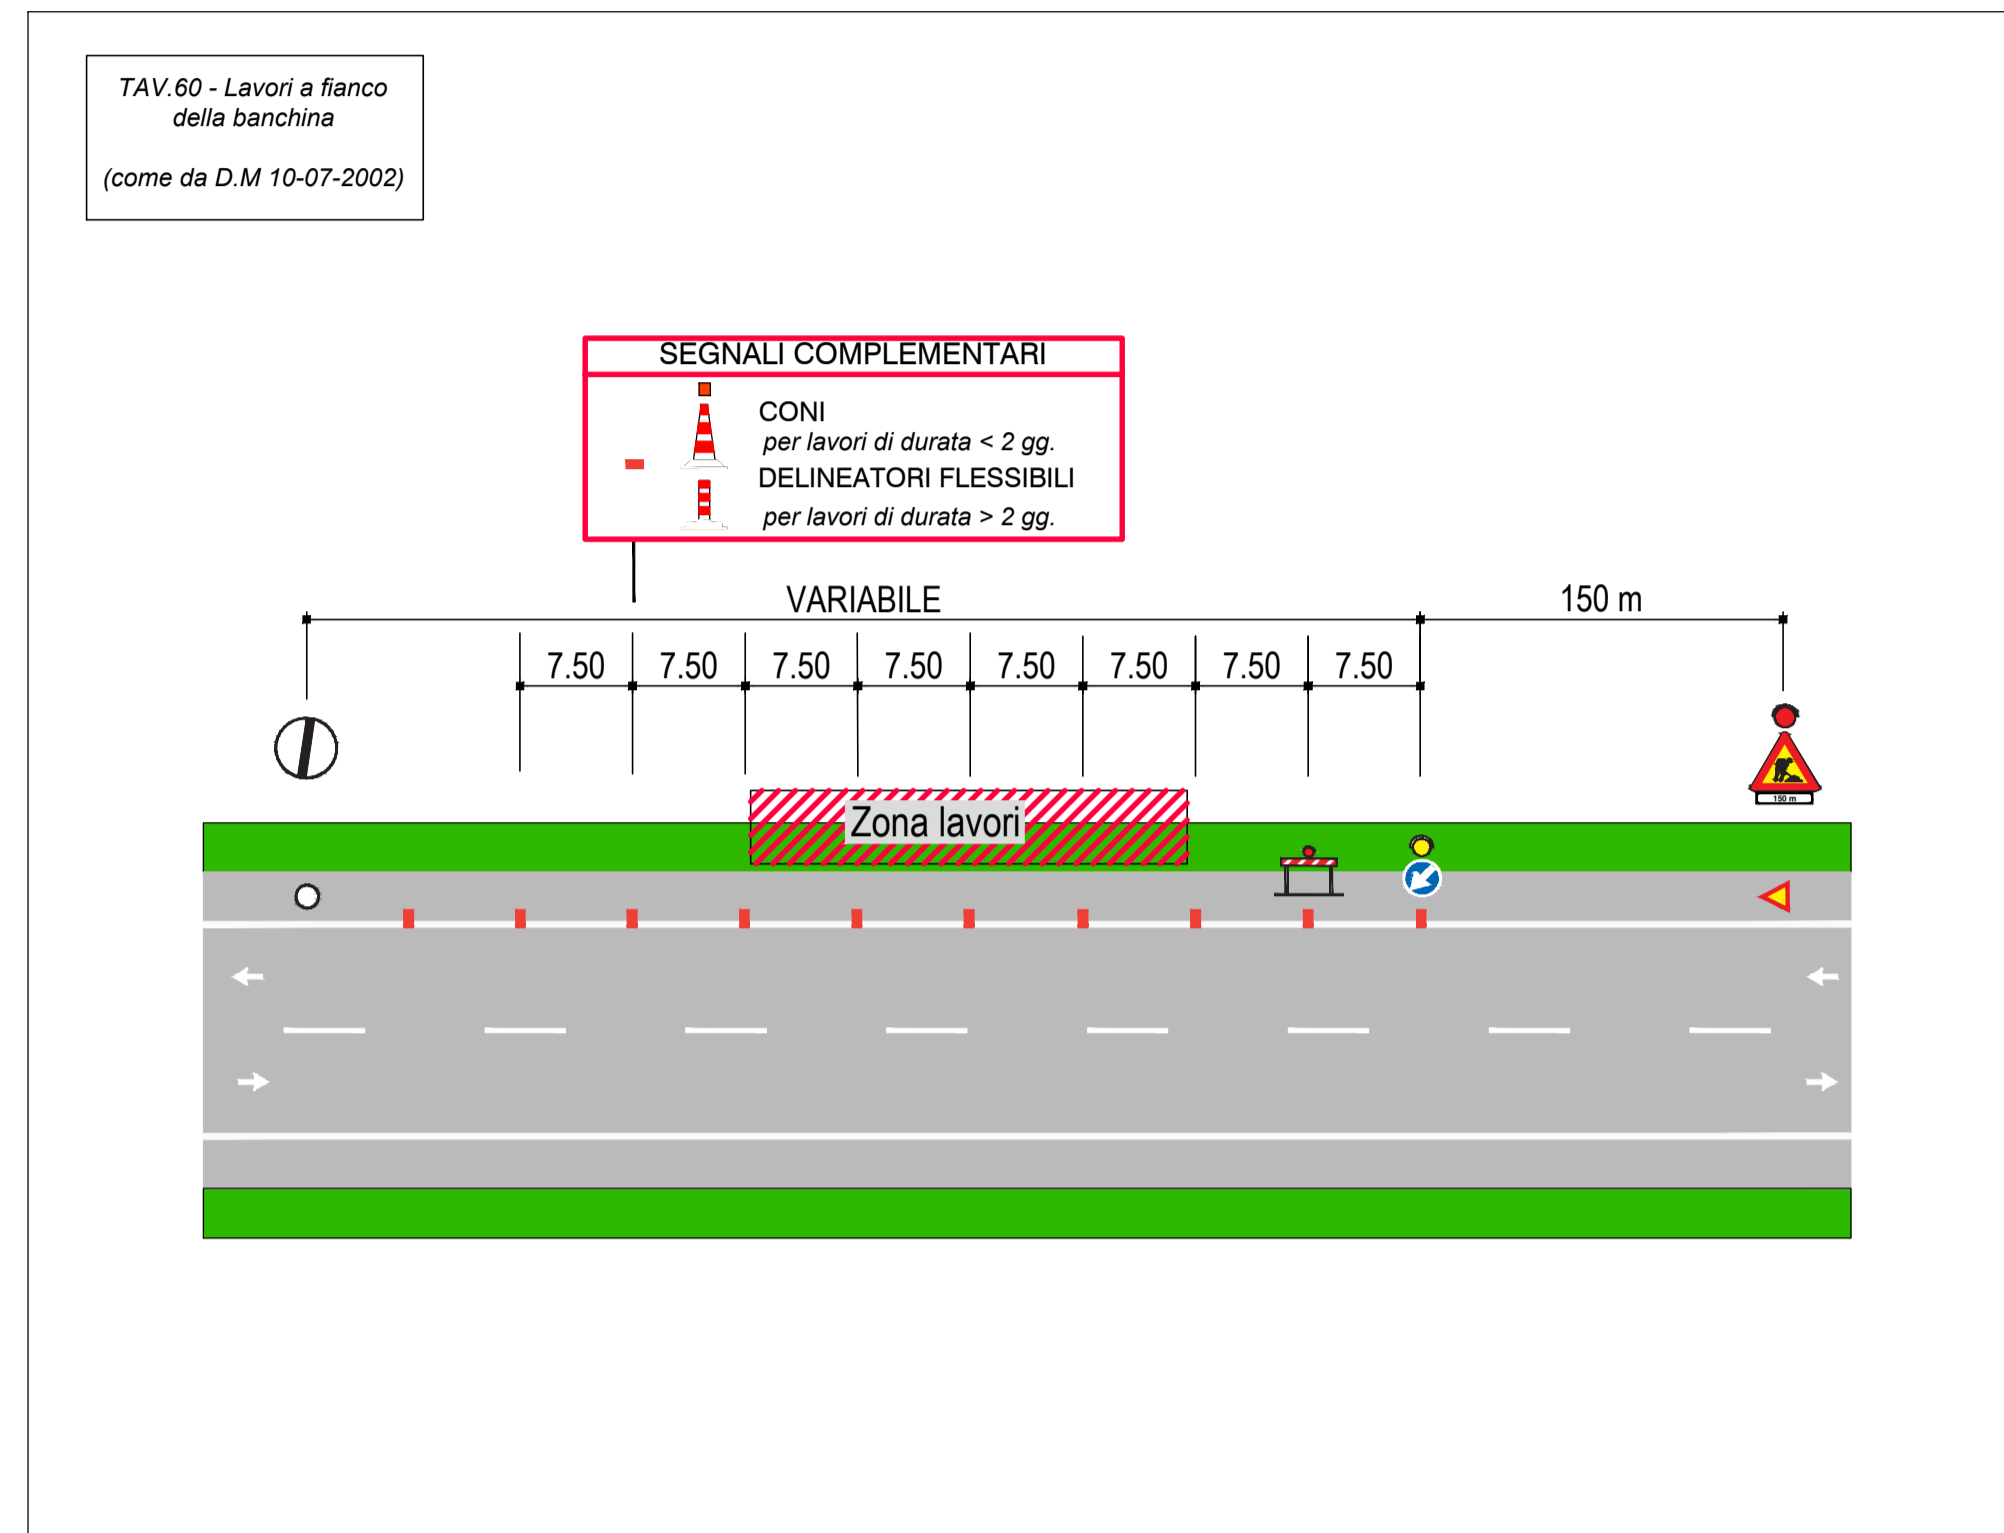 TAV.60 - Lavori a fianco
della banchina
(come da D.M 10-07-2002)
SEGNALI COMPLEMENTARI
CONI
per lavori di durata < 2 gg.
DELINEATORI FLESSIBILI
per lavori di durata > 2 gg.
VARIABILE
150 m
7.50 7.50 7.50 7.50 7.50 7.50 7.50 7.50
150 m
Zona lavori